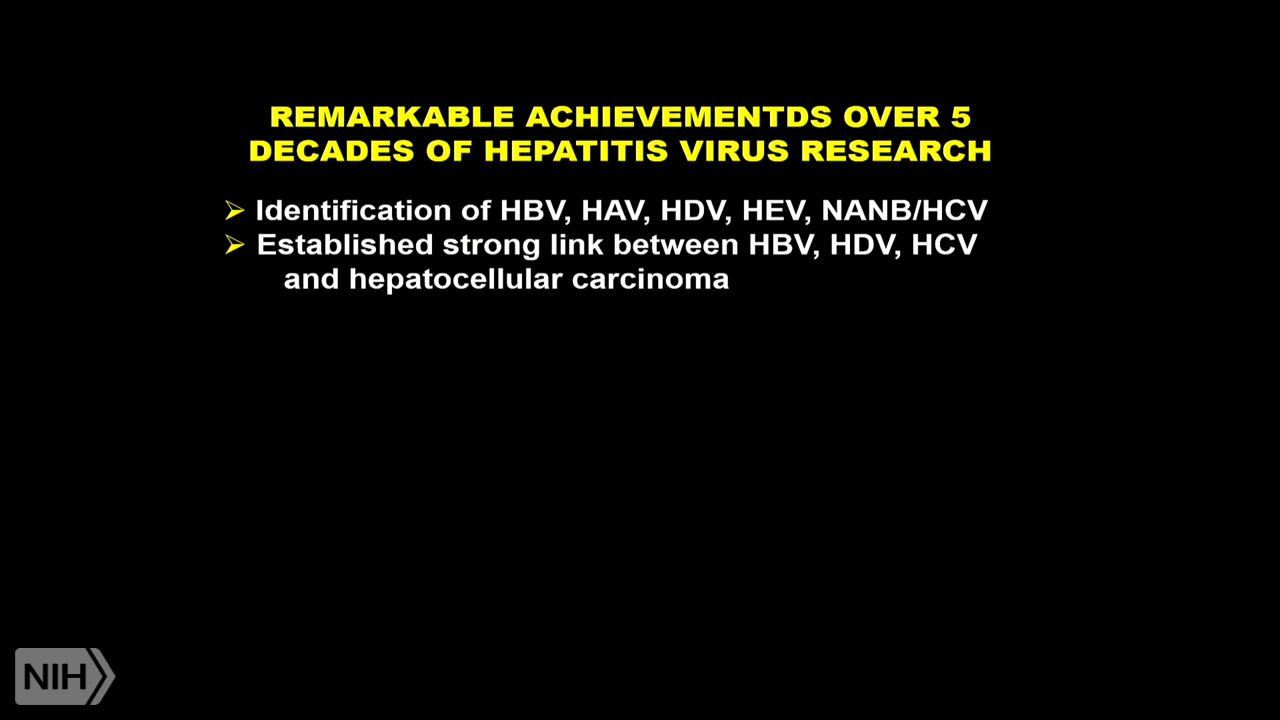 REMARKABLE ACHIEVEMENTDS OVER 5
DECADES OF HEPATITIS VIRUS RESEARCH
➢ Identification of HBV, HAV, HDV, HEV, NANB/HCV
➢ Established strong link between HBV, HDV, HCV
and hepatocellular carcinoma
NIH